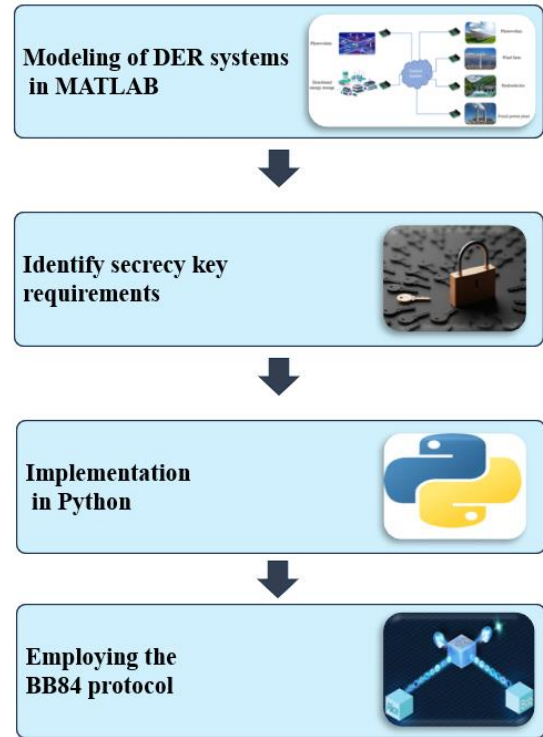 Modeling of DER systems
in MATLAB
Identify secrecy key
requirements
Implementation
in Python
Employing the
BB84 protocol